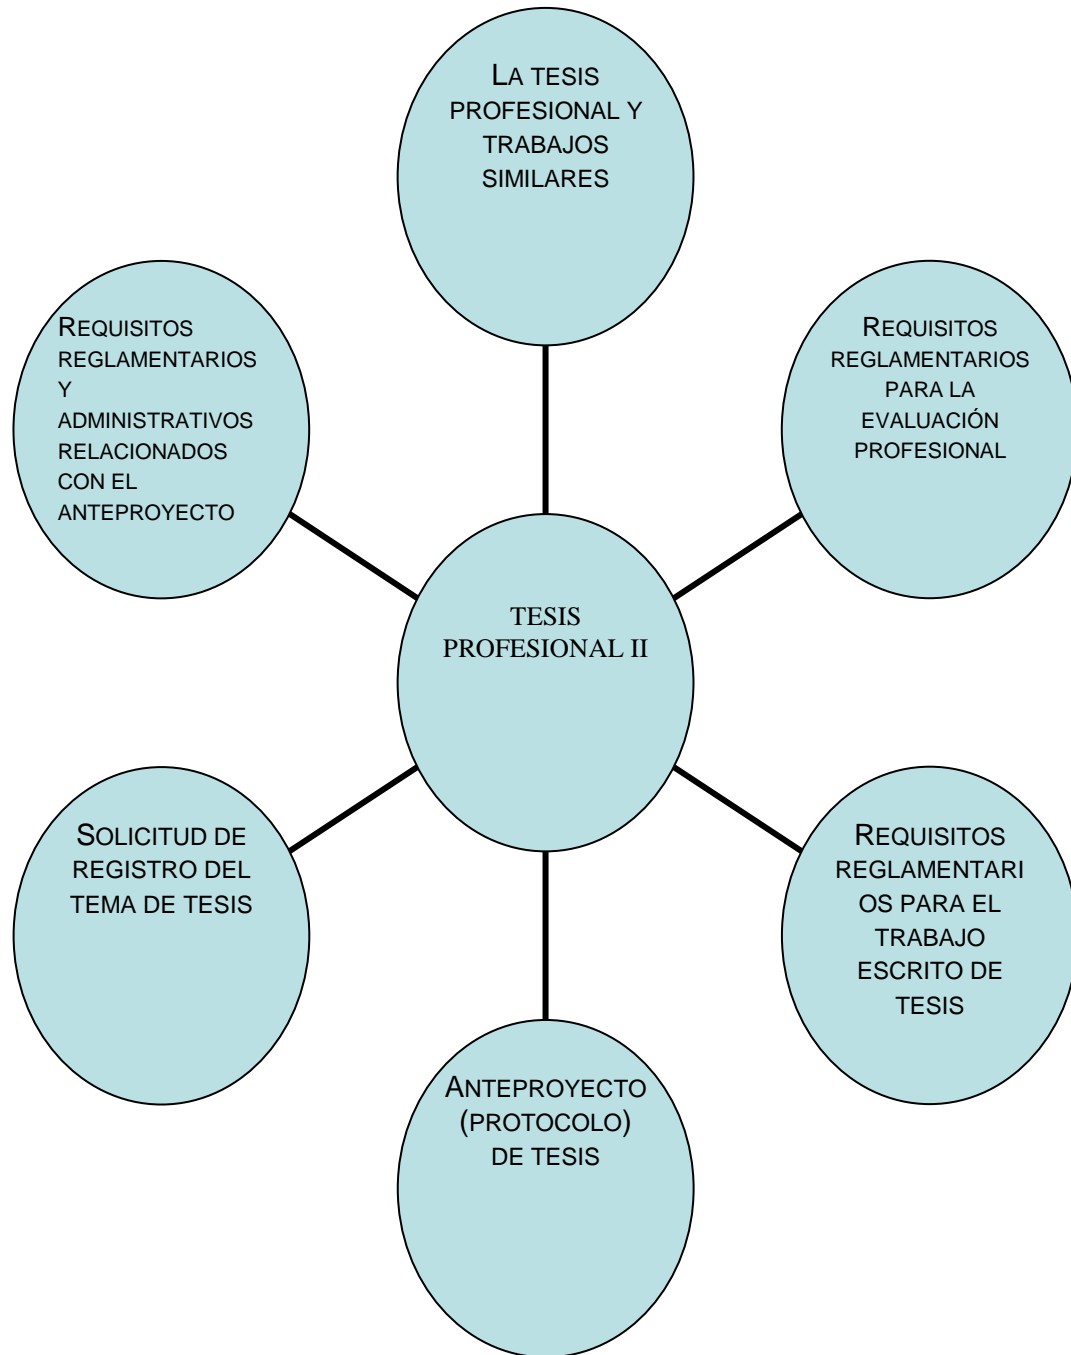 LA TESIS
PROFESIONAL Y
TRABAJOS
SIMILARES
REQUISITOS
REGLAMENTARIOS
Y
ADMINISTRATIVOS
RELACIONADOS
CON EL
ANTEPROYECTO
REQUISITOS
REGLAMENTARIOS
PARA LA
EVALUACIÓN
PROFESIONAL
TESIS
PROFESIONAL II
SOLICITUD DE
REGISTRO DEL
TEMA DE TESIS
REQUISITOS
REGLAMENTARI
OS PARA EL
TRABAJO
ESCRITO DE
TESIS
ANTEPROYECTO
(PROTOCOLO)
DE TESIS